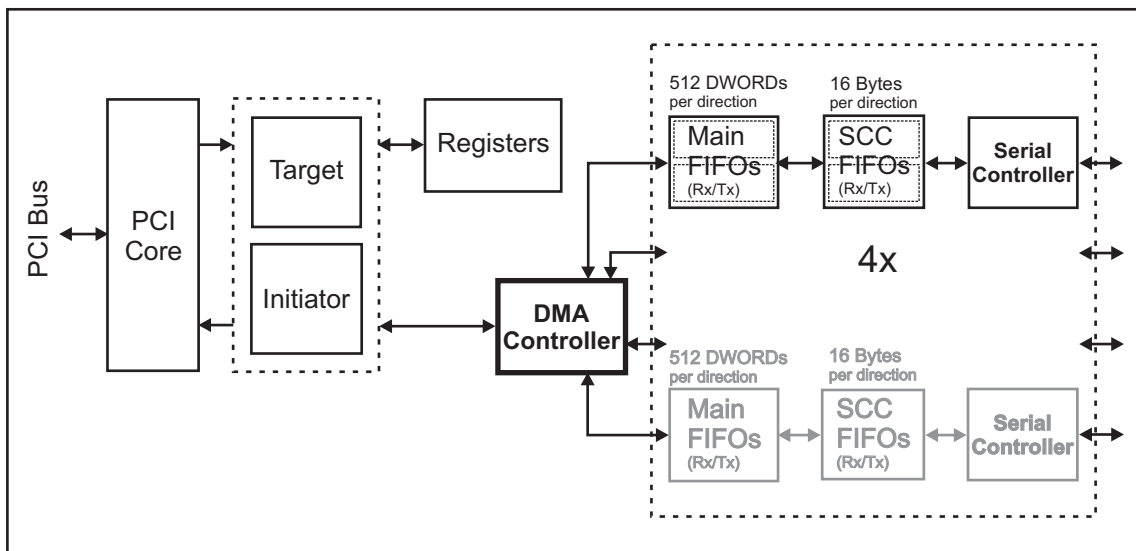 PCI Bus
PCI
Core
Target
Initiator
Registers
DMA
Controller
512 DWORDs
per direction
Main
FIFOs
(Rx/Tx)
16 Bytes
per direction
SCC
FIFOs
(Rx/Tx)
Serial
Controller
4x
512 DWORDs
per direction
Main
FIFOs
(Rx/Tx)
16 Bytes
per direction
SCC
FIFOs
(Rx/Tx)
Serial
Controller